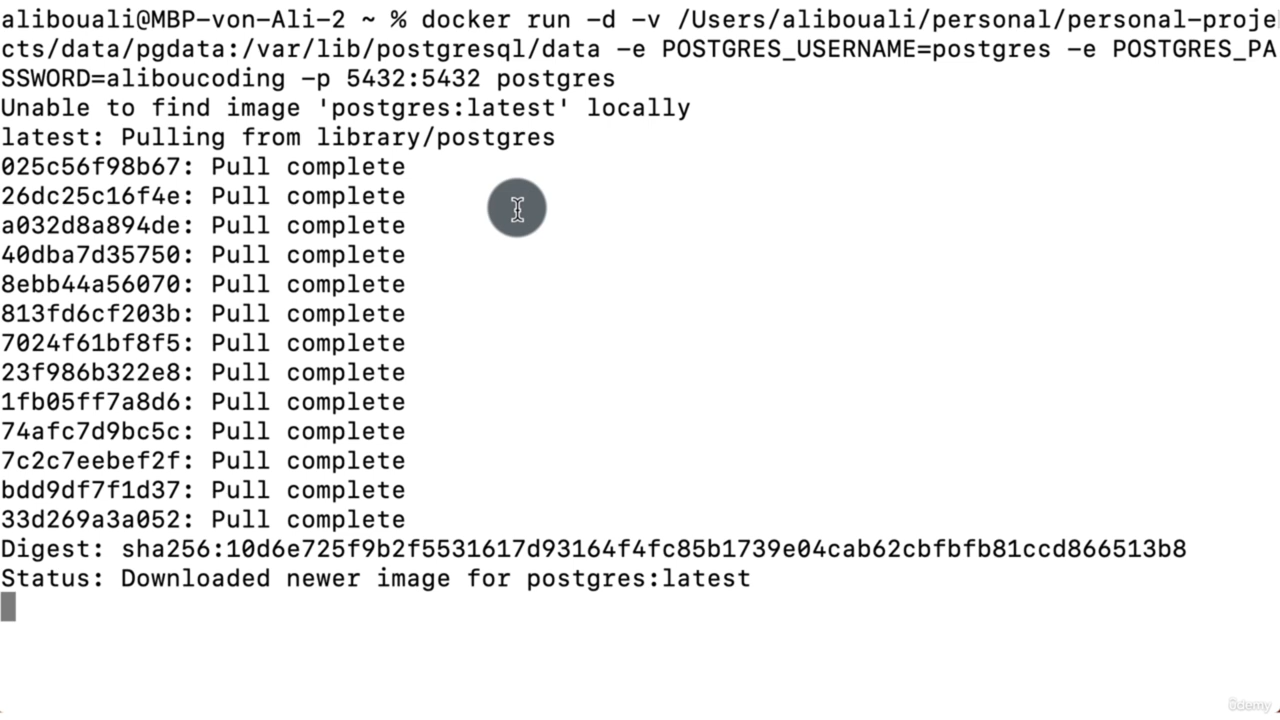 alibouali@MBP-von-Ali-2 ~ % docker run -d -v /Users/alibouali/personal/personal-proje
cts/data/pgdata:/var/lib/postgresql/data -e POSTGRES_USERNAME=postgres -e POSTGRES_PA
SSWORD=aliboucoding -p 5432:5432 postgres
Unable to find image 'postgres:latest' locally
latest: Pulling from library/postgres
025c56f98b67: Pull complete
26dc25c16f4e: Pull complete
a032d8a894de: Pull complete
40dba7d35750: Pull complete
8ebb44a56070: Pull complete
813fd6cf203b: Pull complete
7024f61bf8f5: Pull complete
23f986b322e8: Pull complete
1fb05ff7a8d6: Pull complete
74afc7d9bc5c: Pull complete
7c2c7eebef2f: Pull complete
bdd9df7f1d37: Pull complete
33d269a3a052: Pull complete
Digest: sha256:10d6e725f9b2f5531617d93164f4fc85b1739e04cab62cbfbfb81ccd866513b8
Status: Downloaded newer image for postgres:latest
ûdemy